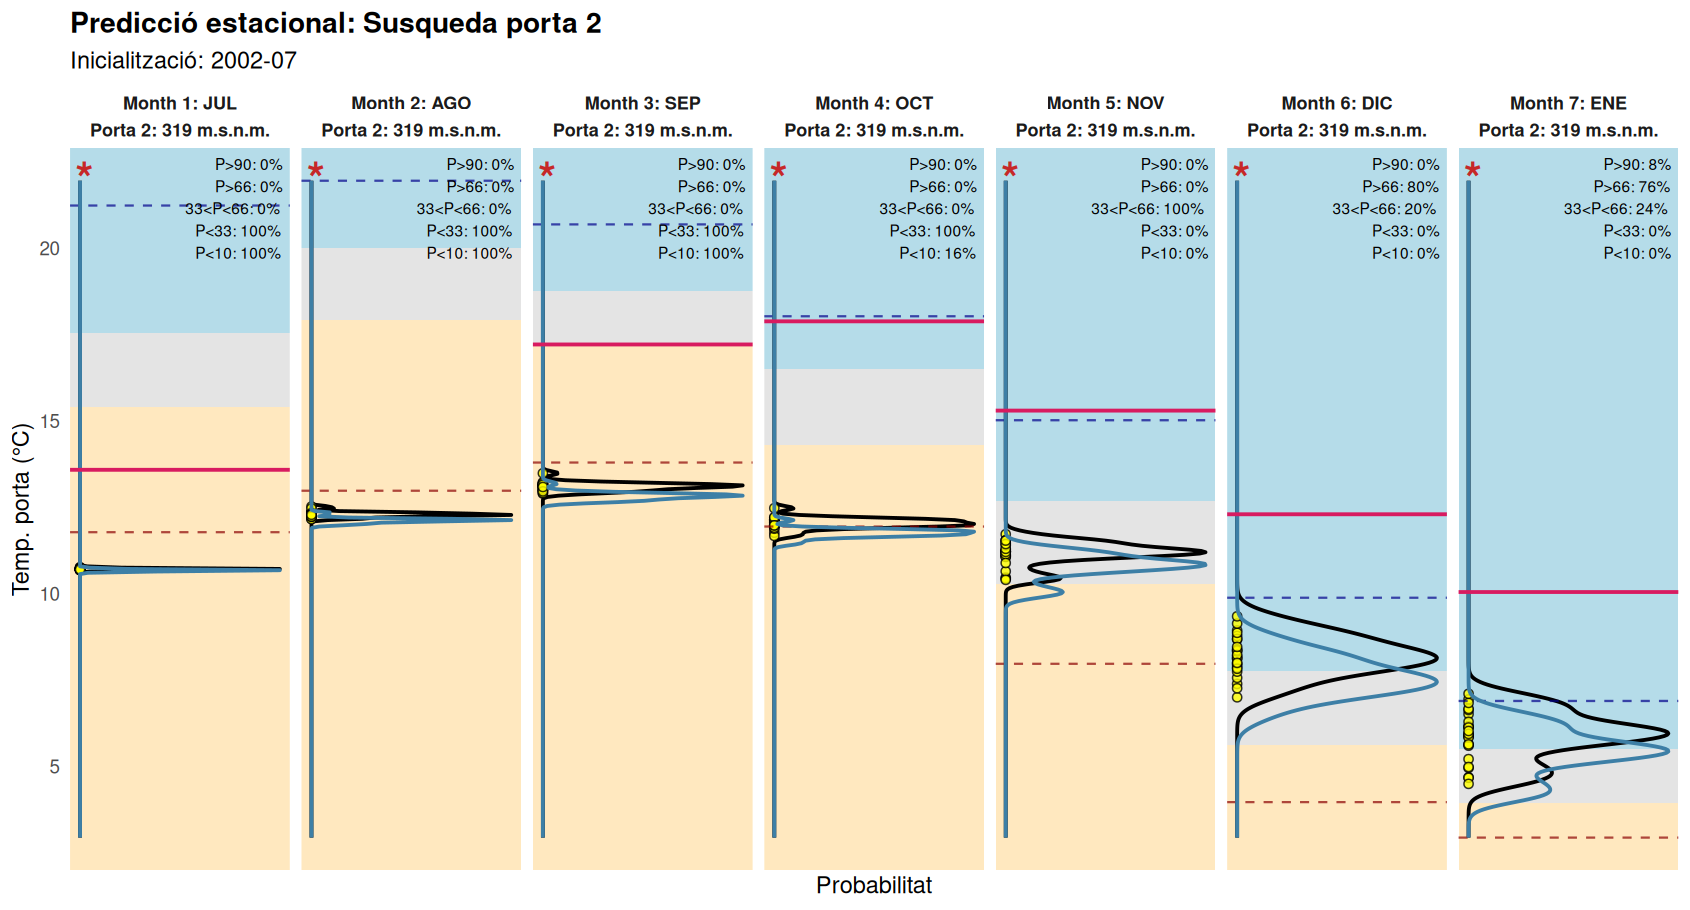 Predicció estacional: Susqueda porta 2
Inicialització: 2002-07
Month 1: JUL
Porta 2: 319 m.s.n.m.
Month 2: AGO
Porta 2: 319 m.s.n.m.
Month 3: SEP
Porta 2: 319 m.s.n.m.
Month 4: OCT
Porta 2: 319 m.s.n.m.
Month 5: NOV
Porta 2: 319 m.s.n.m.
Month 6: DIC
Porta 2: 319 m.s.n.m.
Month 7: ENE
Porta 2: 319 m.s.n.m.
*
P>90: 0%
P>66: 0%
33<P<66: 0%
P<33: 100%
P<10: 100%
*
P>90: 0%
P>66: 0%
33<P<66: 0%
P<33: 100%
P<10: 100%
*
P>90: 0%
P>66: 0%
33<P<66: 0%
P<33: 100%
P<10: 100%
*
P>90: 0%
P>66: 0%
33<P<66: 0%
P<33: 100%
P<10: 16%
*
P>90: 0%
P>66: 0%
33<P<66: 100%
P<33: 0%
P<10: 0%
*
P>90: 0%
P>66: 80%
33<P<66: 20%
P<33: 0%
P<10: 0%
*
P>90: 8%
P>66: 76%
33<P<66: 24%
P<33: 0%
P<10: 0%
20
15
10
5
Temp. porta (°C)
Probabilitat